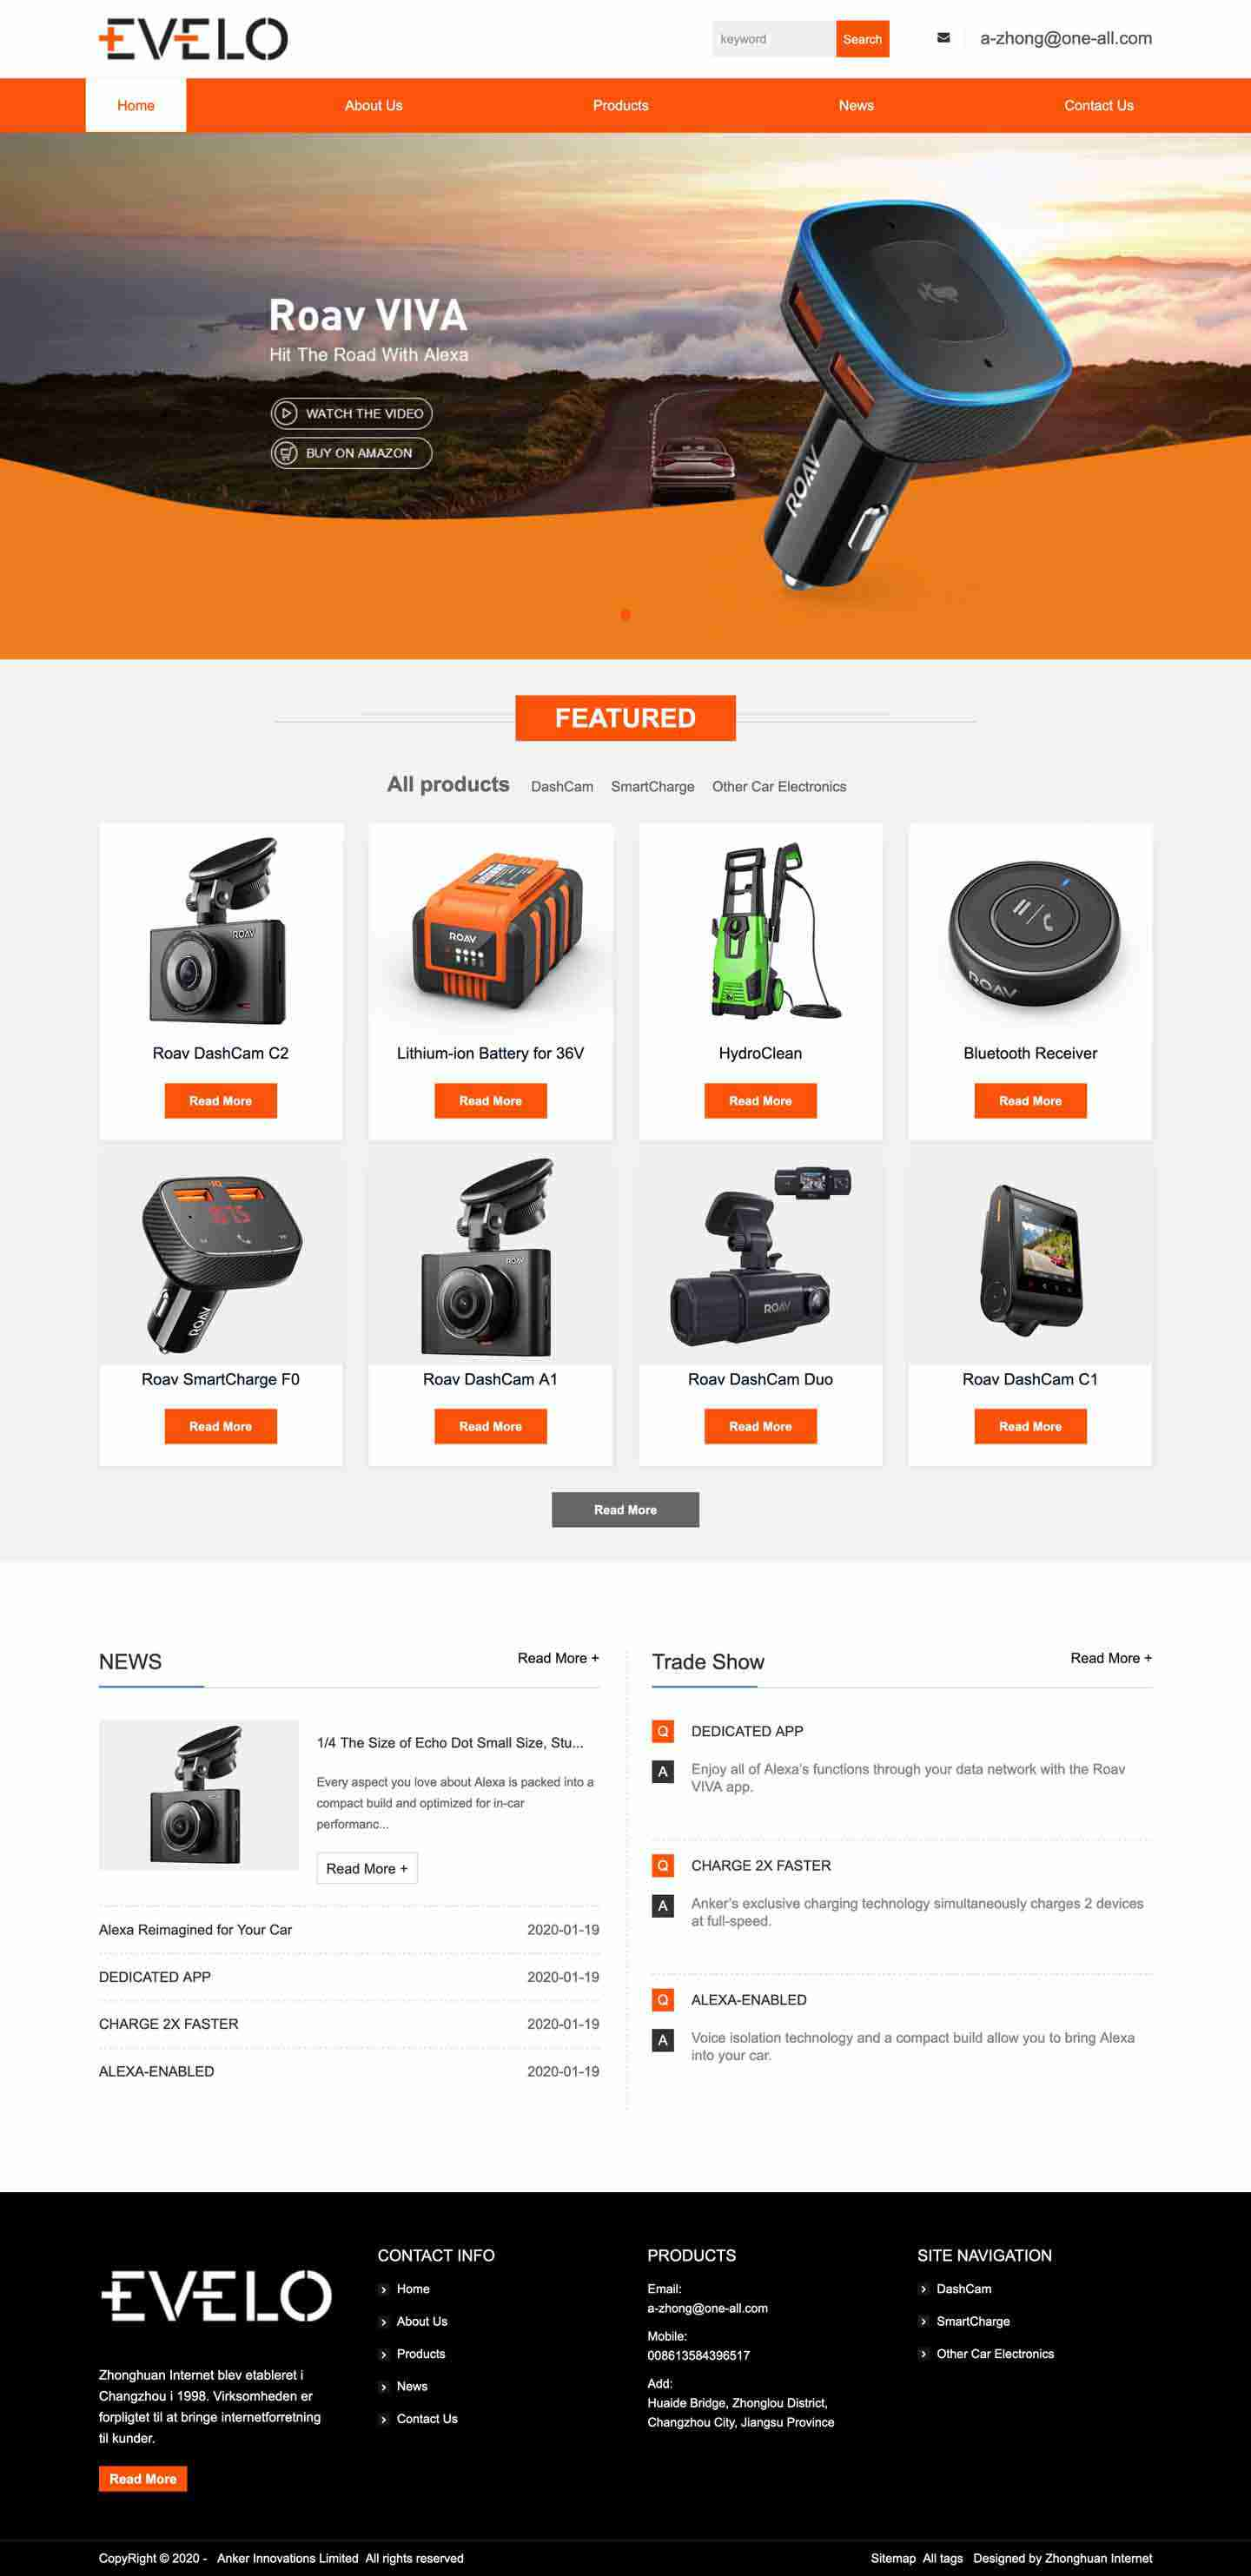 EVELO
keyword
Search
a-zhong@one-all.com
Home
About Us
Products
News
Contact Us
Roav VIVA
Hit The Road With Alexa
WATCH THE VIDEO
BUY ON AMAZON
ROAV
FEATURED
All products
DashCam
SmartCharge
Other Car Electronics
ROAV
ROAV
ROAV
Roav DashCam C2
Lithium-ion Battery for 36V
HydroClean
Bluetooth Receiver
Read More
Read More
Read More
Read More
IQ
ROAV
ROAV
ROAV
Roav SmartCharge F0
Roav DashCam A1
Roav DashCam Duo
Roav DashCam C1
Read More
Read More
Read More
Read More
Read More
NEWS
Read More +
1/4 The Size of Echo Dot Small Size, Stu...
Every aspect you love about Alexa is packed into a
compact build and optimized for in-car
performanc...
Read More +
Alexa Reimagined for Your Car 2020-01-19
DEDICATED APP 2020-01-19
CHARGE 2X FASTER 2020-01-19
ALEXA-ENABLED 2020-01-19
Trade Show
Read More +
Q DEDICATED APP
A Enjoy all of Alexa's functions through your data network with the Roav
VIVA app.
Q CHARGE 2X FASTER
A Anker's exclusive charging technology simultaneously charges 2 devices
at full-speed.
Q ALEXA-ENABLED
A Voice isolation technology and a compact build allow you to bring Alexa
into your car.
EVELO
Zhonghuan Internet blev etableret i
Changzhou i 1998. Virksomheden er
forpligtet til at bringe internetforretning
til kunder.
Read More
CONTACT INFO
Home
About Us
Products
News
Contact Us
PRODUCTS
Email:
a-zhong@one-all.com
Mobile:
008613584396517
Add:
Huaide Bridge, Zhonglou District,
Changzhou City, Jiangsu Province
SITE NAVIGATION
DashCam
SmartCharge
Other Car Electronics
CopyRight © 2020 - Anker Innovations Limited All rights reserved
Sitemap All tags Designed by Zhonghuan Internet